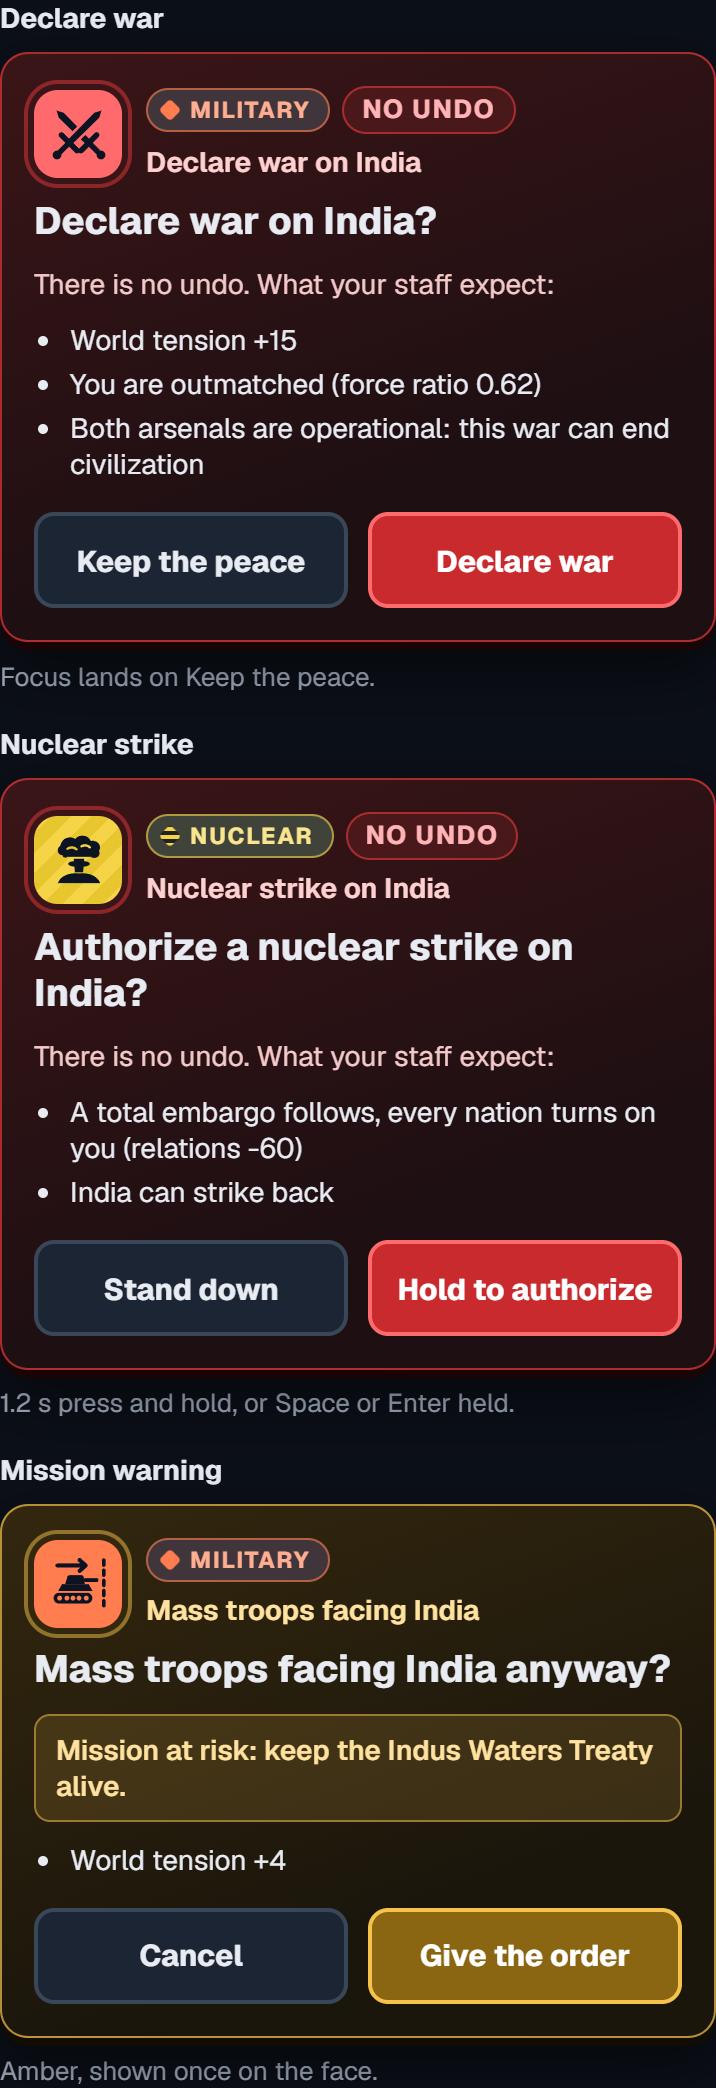 Declare war
MILITARY
NO UNDO
Declare war on India
Declare war on India?
There is no undo. What your staff expect:
• World tension +15
• You are outmatched (force ratio 0.62)
• Both arsenals are operational: this war can end
civilization
Keep the peace
Declare war
Focus lands on Keep the peace.
Nuclear strike
NUCLEAR
NO UNDO
Nuclear strike on India
Authorize a nuclear strike on
India?
There is no undo. What your staff expect:
• A total embargo follows, every nation turns on
you (relations -60)
• India can strike back
Stand down
Hold to authorize
1.2 s press and hold, or Space or Enter held.
Mission warning
MILITARY
Mass troops facing India
Mass troops facing India anyway?
Mission at risk: keep the Indus Waters Treaty
alive.
• World tension +4
Cancel
Give the order
Amber, shown once on the face.